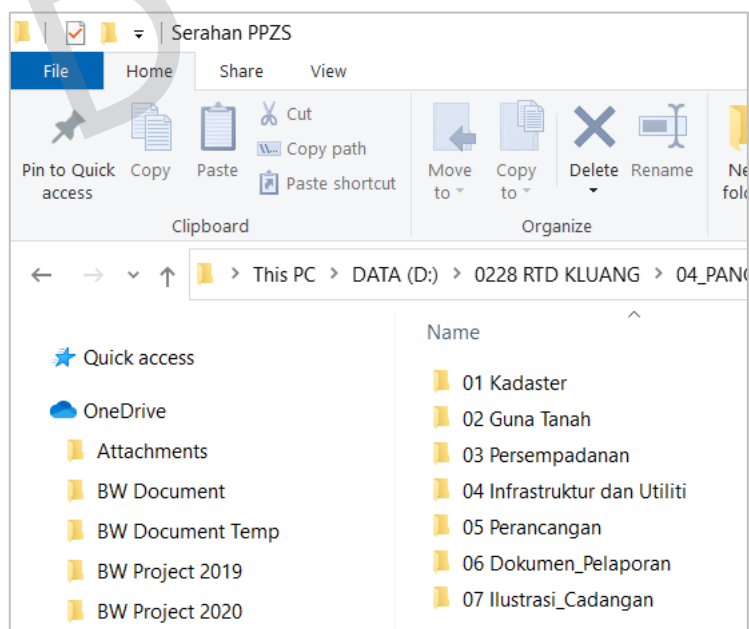 Serahan PPZS
File Home Share View
Pin to Quick access
Copy
Paste
Cut
Copy path
Paste shortcut
Move to
Copy to
Delete
Rename
Clipboard
Organize
This PC > DATA (D:) > 0228 RTD KLUANG >
Name
Quick access
OneDrive
Attachments
BW Document
BW Document Temp
BW Project 2019
BW Project 2020
01 Kadaster
02 Guna Tanah
03 Persempadanan
04 Infrastruktur dan Utiliti
05 Perancangan
06 Dokumen_Pelaporan
07 Ilustrasi_Cadangan